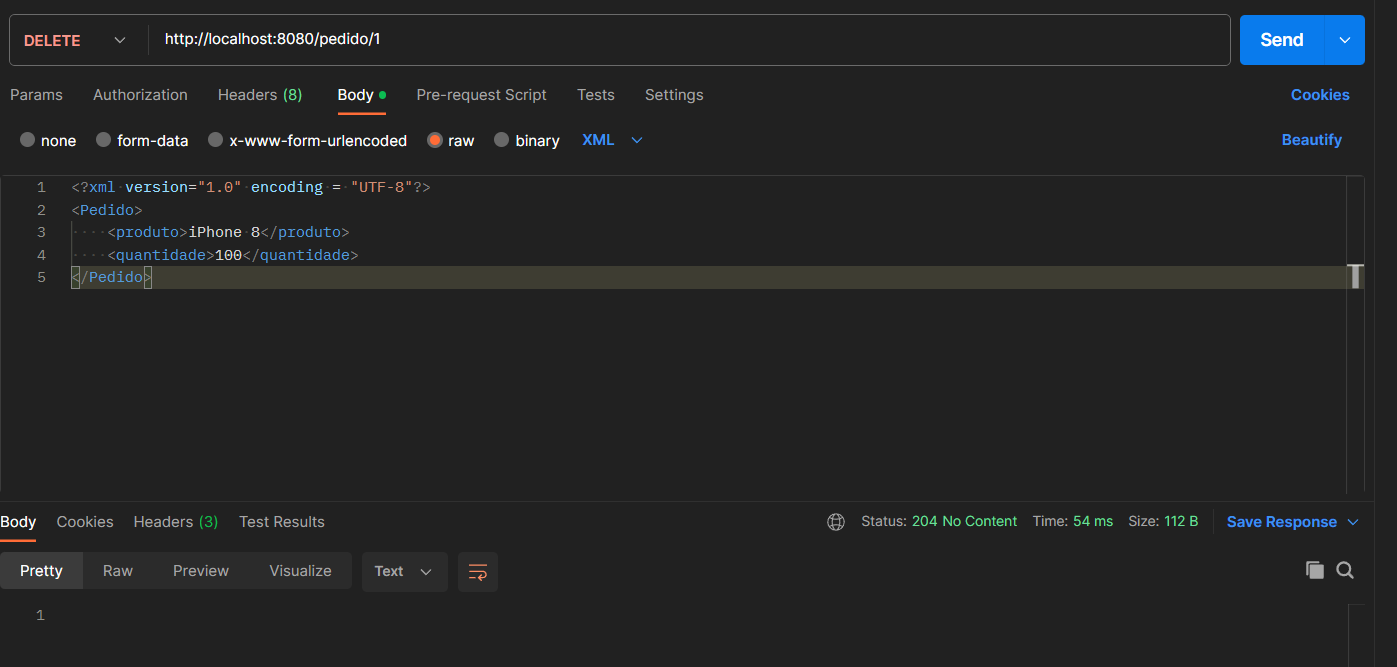 DELETE http://localhost:8080/pedido/1 Send
Params Authorization Headers (8) Body Pre-request Script Tests Settings Cookies
none form-data x-www-form-urlencoded raw binary XML Beautify
1 <?xml version="1.0" encoding = "UTF-8"?>
2 <Pedido>
3 <produto>iPhone 8</produto>
4 <quantidade>100</quantidade>
5 </Pedido>
Body Cookies Headers (3) Test Results Status: 204 No Content Time: 54 ms Size: 112 B Save Response
Pretty Raw Preview Visualize Text
1